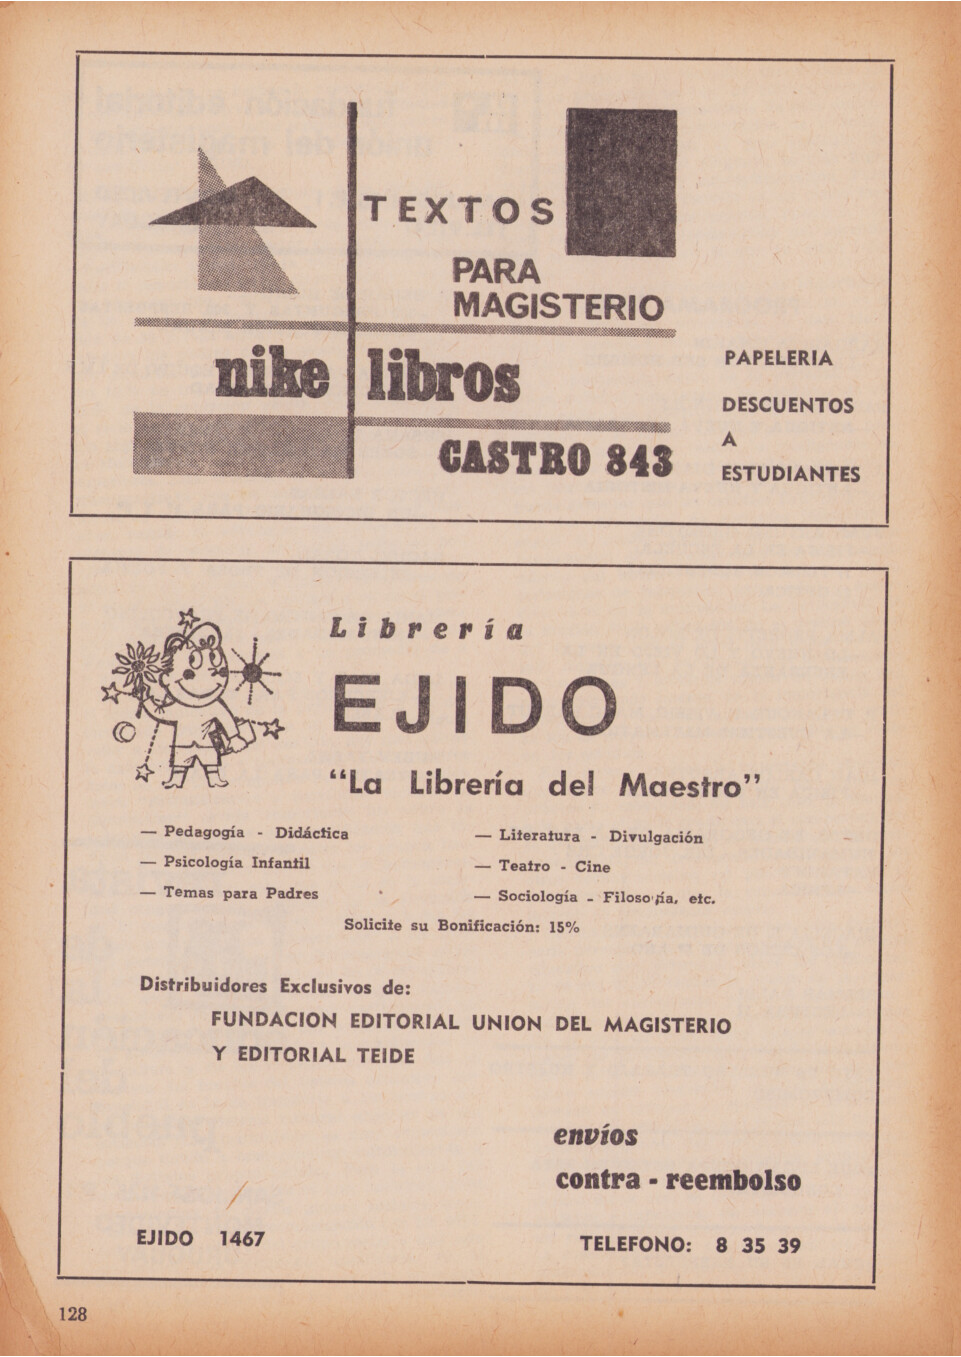 TEXTOS
PARA
MAGISTERIO
nike libros
CASTRO 843
PAPELERIA
DESCUENTOS
A
ESTUDIANTES
Librería
EJIDO
“La Librería del Maestro”
— Pedagogía - Didáctica
— Psicología Infantil
— Temas para Padres
— Literatura - Divulgación
— Teatro - Cine
— Sociología - Filosofía, etc.
Solicite su Bonificación: 15%
Distribuidores Exclusivos de:
FUNDACION EDITORIAL UNION DEL MAGISTERIO
Y EDITORIAL TEIDE
envíos
contra - reembolso
EJIDO 1467
TELEFONO: 8 35 39
128